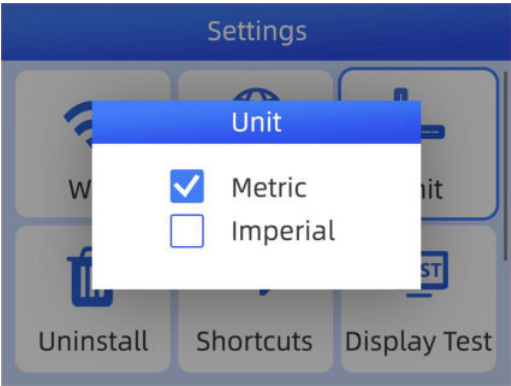 Settings
Unit
Metric
Imperial
Uninstall
Shortcuts
Display Test